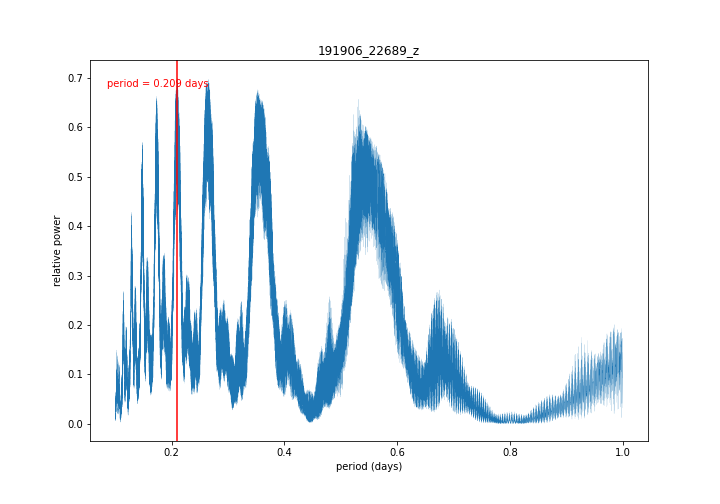 191906_22689_z
period = 0.209 days
relative power
0.7
0.6
0.5
0.4
0.3
0.2
0.1
0.0
0.2 0.4 0.6 0.8 1.0
period (days)